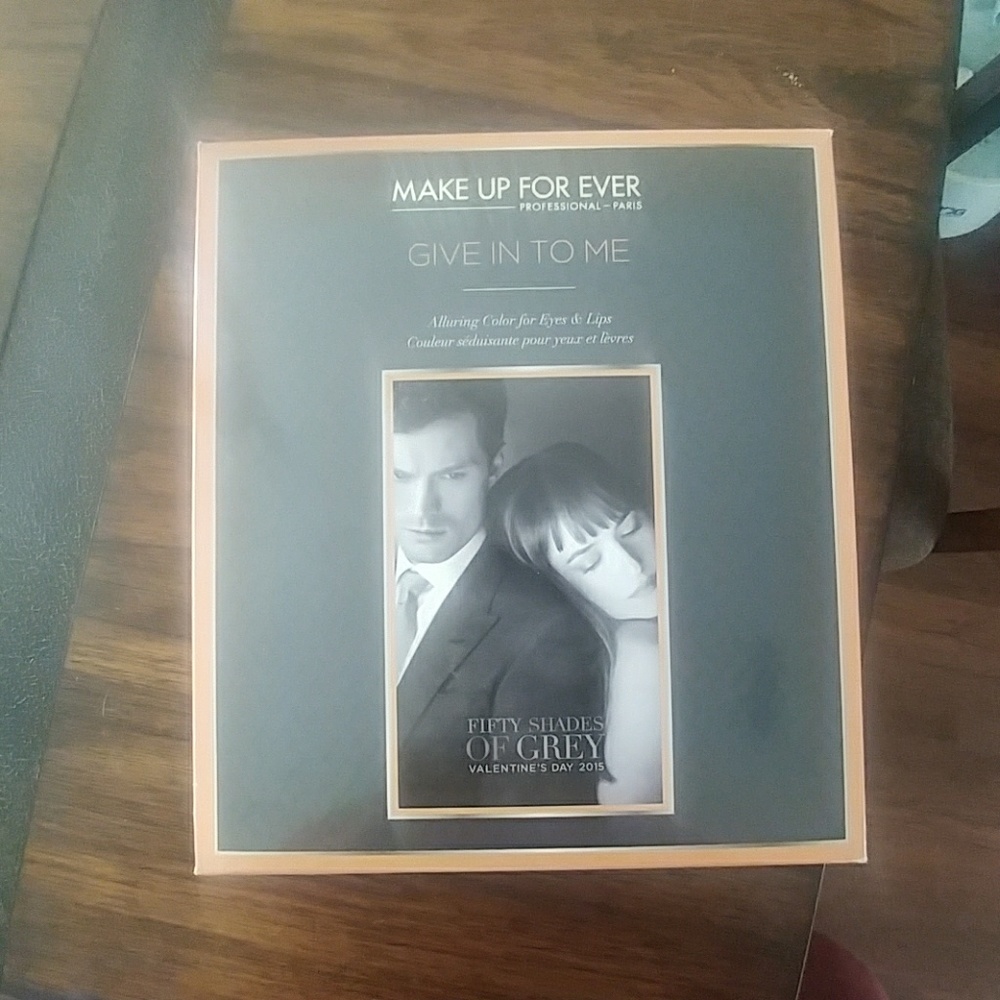 MAKE UP FOR EVER
PROFESSIONAL – PARIS
GIVE IN TO ME
Alluring Color for Eyes & Lips
Couleur séduisante pour yeux et lèvres
FIFTY SHADES
OF GREY
VALENTINE'S DAY 2015